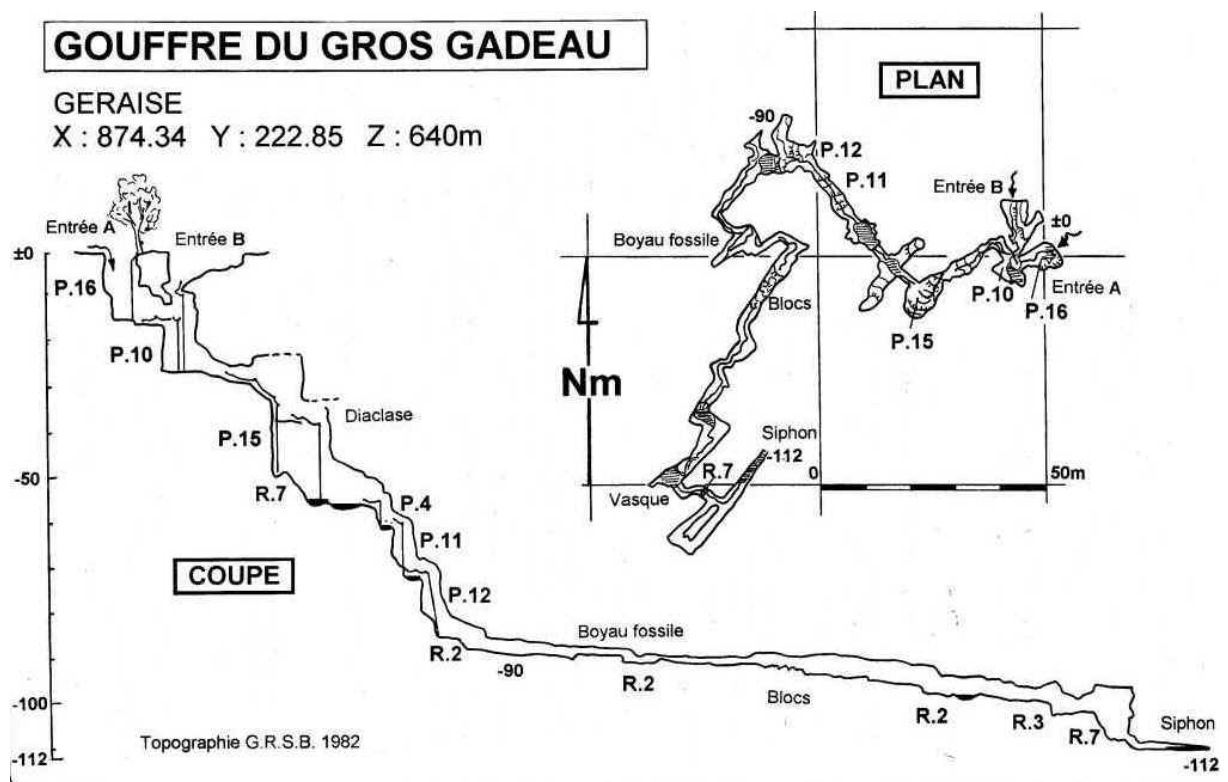 GOUFFRE DU GROS GADEAU
GERAISE
X : 874.34 Y : 222.85 Z : 640m
PLAN
-90
P.12
P.11
Entrée B
±0
Boyau fossile
P.10
Entrée A
P.16
Blocs
P.15
Nm
Siphon
-112
R.7
Vasque
0
50m
Entrée A
Entrée B
±0
P.16
P.10
P.15
Diaclase
-50
R.7
P.4
P.11
COUPE
P.12
Boyau fossile
R.2
-90
R.2
Blocs
-100
R.2
R.3
R.7
Siphon
Topographie G.R.S.B. 1982
-112
-112